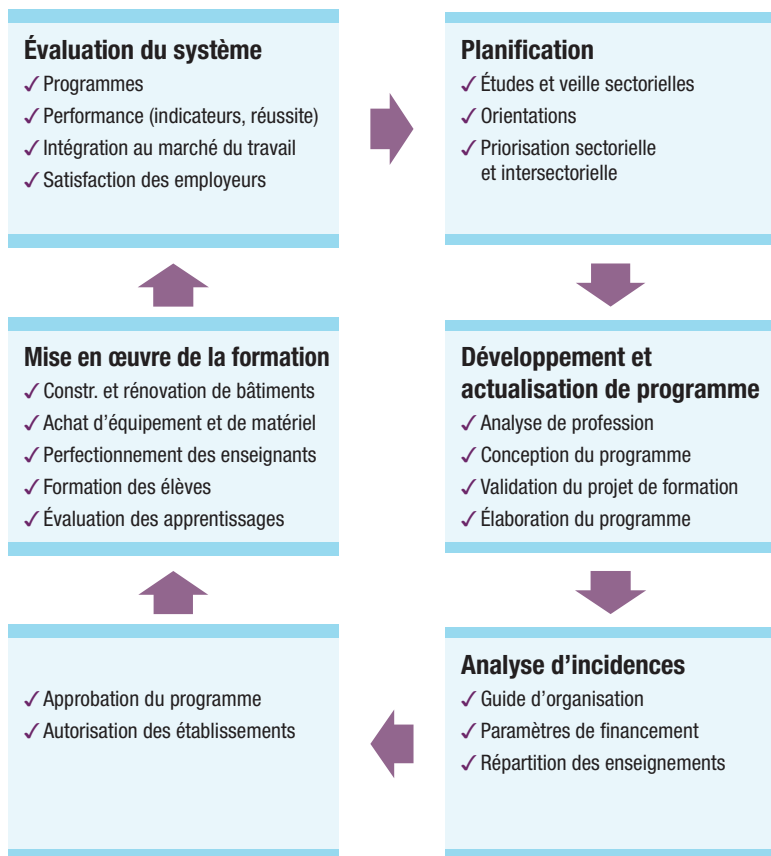 Évaluation du système
✓ Programmes
✓ Performance (indicateurs, réussite)
✓ Intégration au marché du travail
✓ Satisfaction des employeurs
Planification
✓ Études et veille sectorielles
✓ Orientations
✓ Priorisation sectorielle
et intersectorielle
Mise en œuvre de la formation
✓ Constr. et rénovation de bâtiments
✓ Achat d'équipement et de matériel
✓ Perfectionnement des enseignants
✓ Formation des élèves
✓ Évaluation des apprentissages
Développement et
actualisation de programme
✓ Analyse de profession
✓ Conception du programme
✓ Validation du projet de formation
✓ Élaboration du programme
✓ Approbation du programme
✓ Autorisation des établissements
Analyse d'incidences
✓ Guide d'organisation
✓ Paramètres de financement
✓ Répartition des enseignements